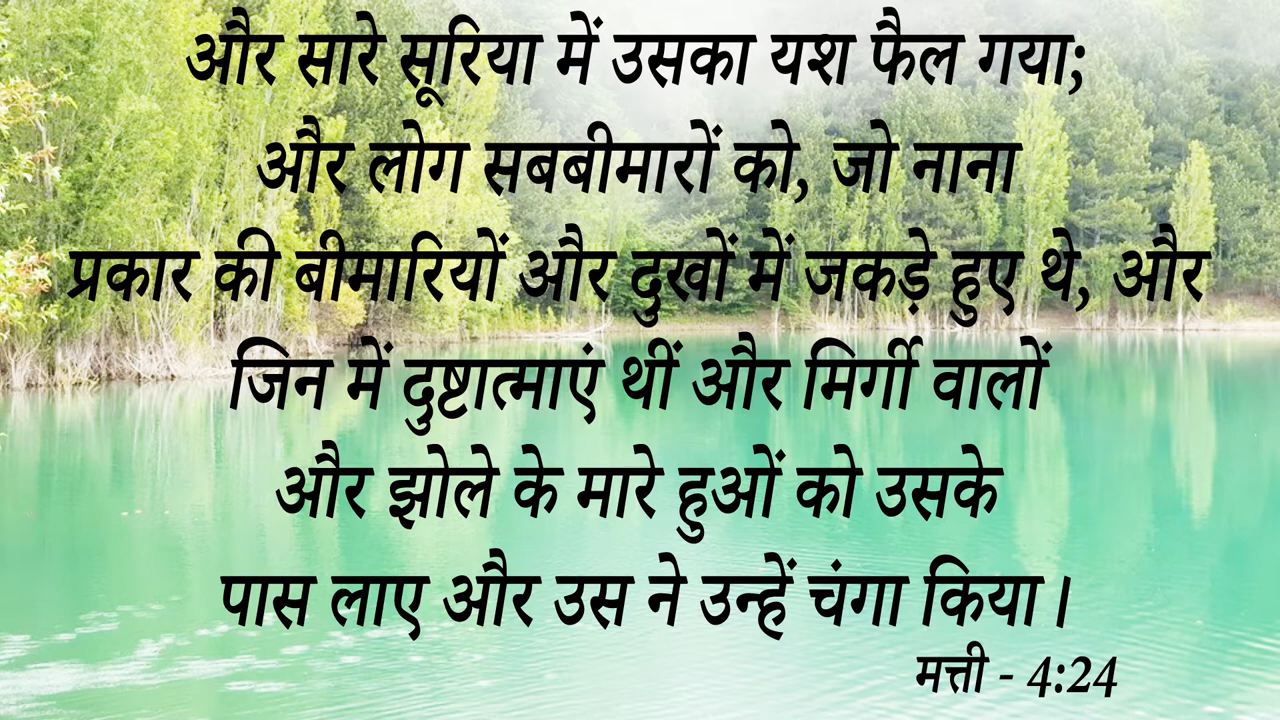 और सारे सूरिया में उसका यश फैल गया;
और लोग सबबीमारों को, जो नाना
प्रकार की बीमारियों और दुखों में जकड़े हुए थे, और
जिन में दुष्टात्माएं थीं और मिर्गी वालों
और झोले के मारे हुओं को उसके
पास लाए और उस ने उन्हें चंगा किया।
मत्ती - 4:24